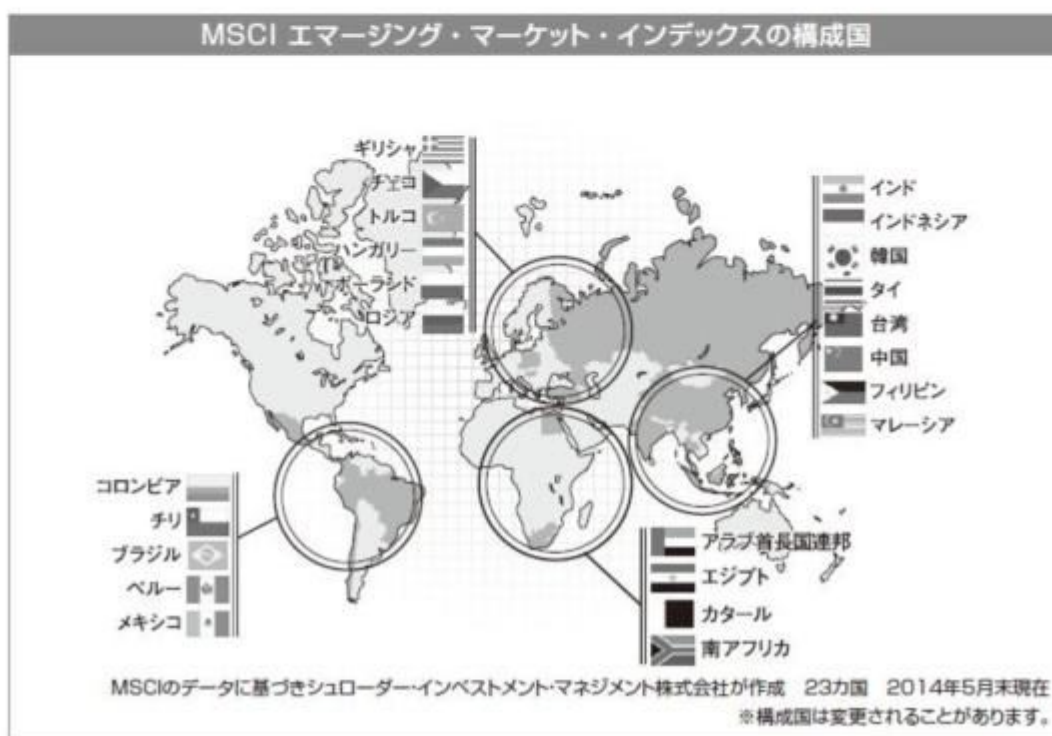 MSCI エマージング・マーケット・インデックスの構成国
ギリシャ
チェコ
トルコ
ハンガリー
ポーランド
ロシア
インド
インドネシア
韓国
タイ
台湾
中国
フィリピン
マレーシア
コロンビア
チリ
ブラジル
ペルー
メキシコ
アラブ首長国連邦
エジプト
カタール
南アフリカ
MSCIのデータに基づきシュローダー・インベストメント・マネジメント株式会社が作成　23カ国　2014年5月末現在
※構成国は変更されることがあります。